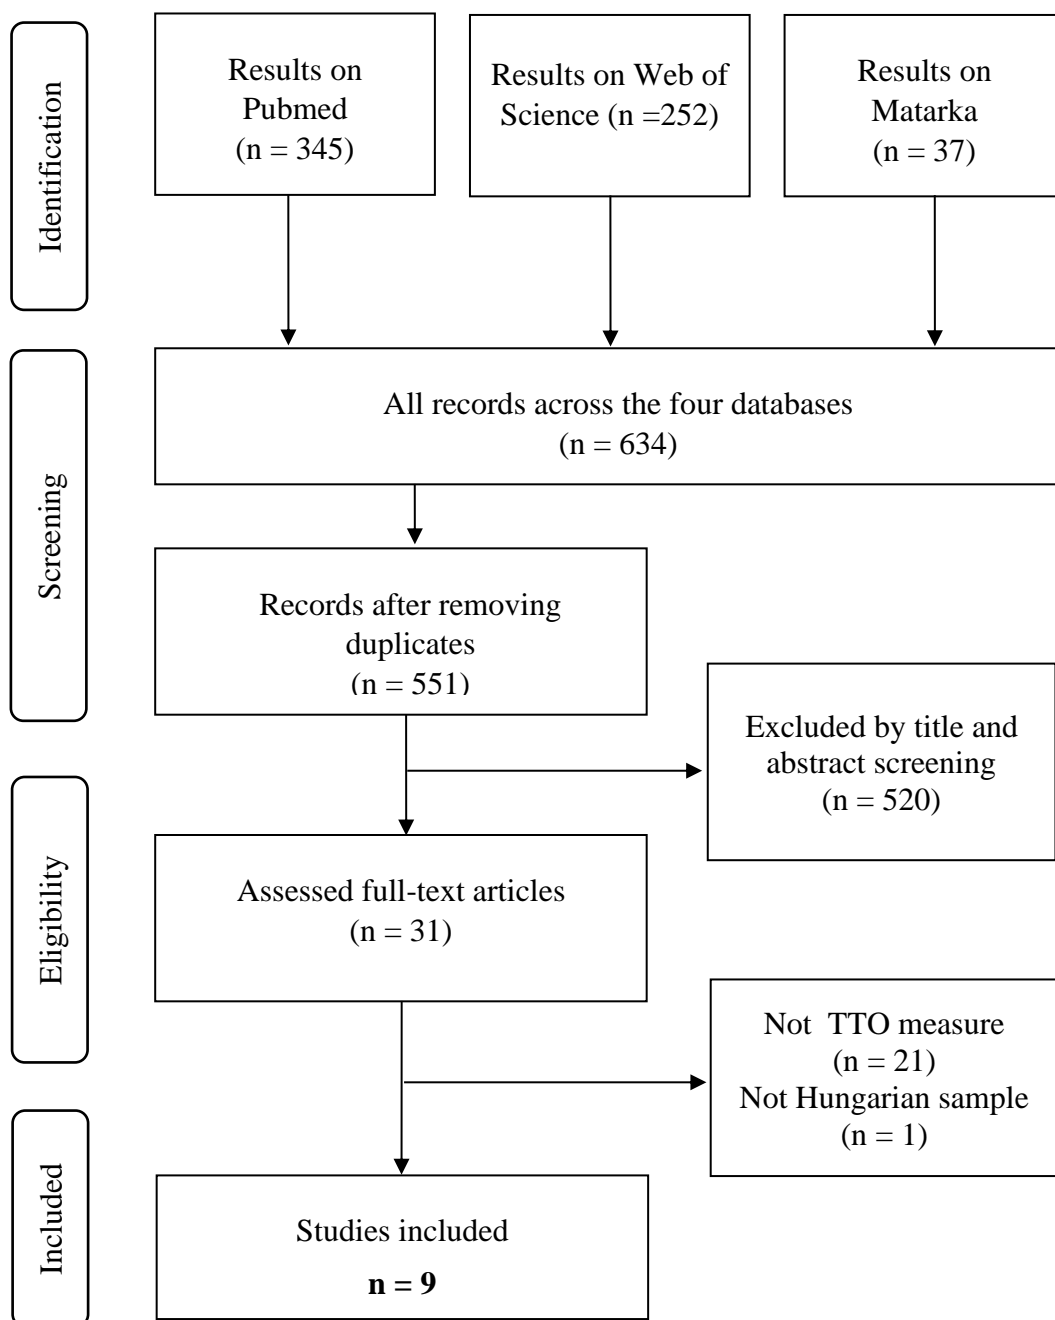 Identification
Results on
Pubmed
(n = 345)
Results on Web of
Science (n =252)
Results on
Matarka
(n = 37)
Screening
All records across the four databases
(n = 634)
Records after removing
duplicates
(n = 551)
Excluded by title and
abstract screening
(n = 520)
Eligibility
Assessed full-text articles
(n = 31)
Not  TTO measure
(n = 21)
Not Hungarian sample
(n = 1)
Included
Studies included
n = 9